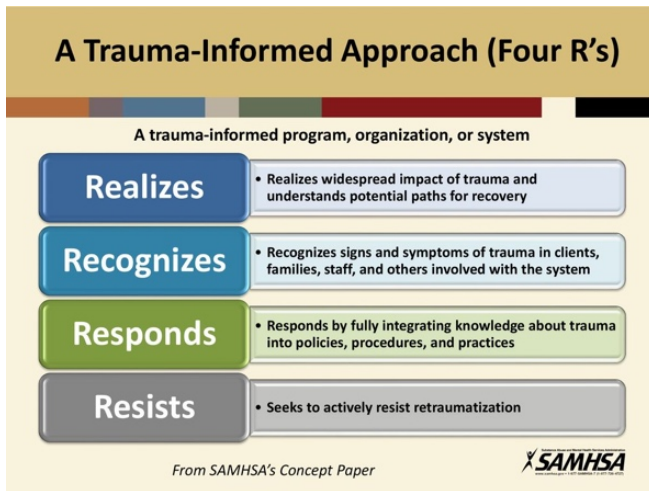 A Trauma-Informed Approach (Four R's)
A trauma-informed program, organization, or system
Realizes
• Realizes widespread impact of trauma and
understands potential paths for recovery
Recognizes
• Recognizes signs and symptoms of trauma in clients,
families, staff, and others involved with the system
Responds
• Responds by fully integrating knowledge about trauma
into policies, procedures, and practices
Resists
• Seeks to actively resist retraumatization
From SAMHSA's Concept Paper
SAMHSA